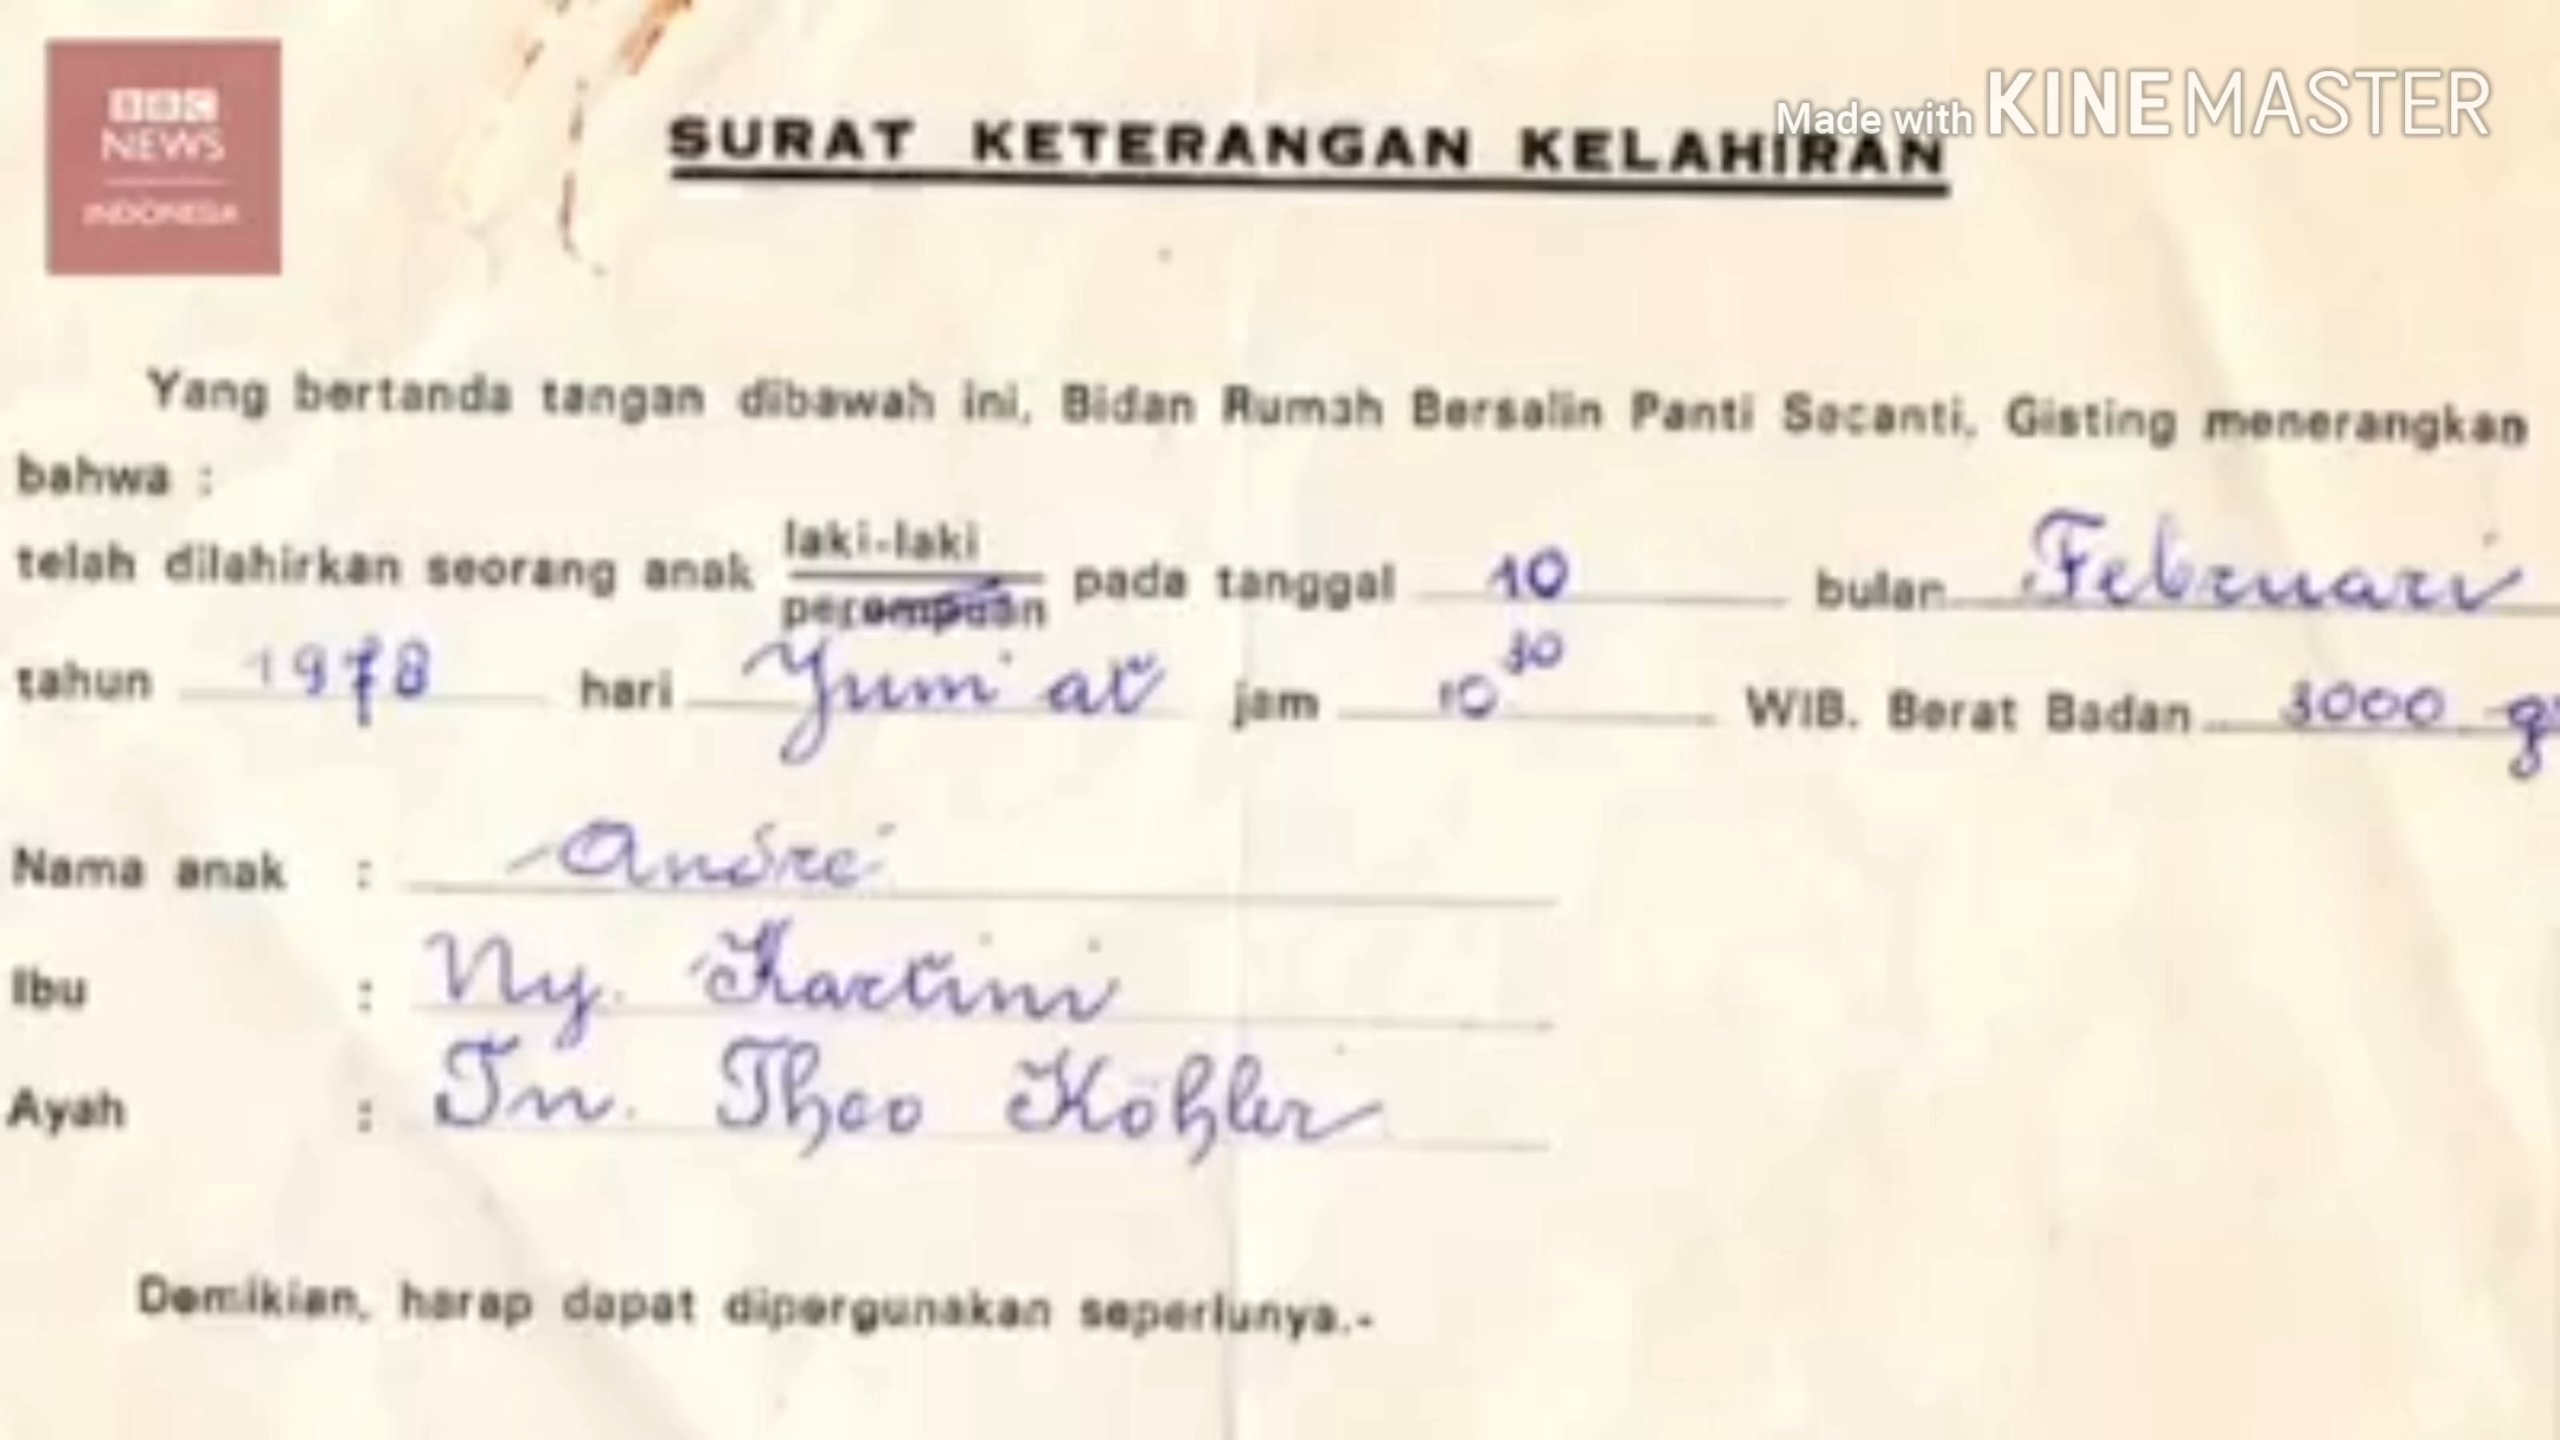 BBC
NEWS
INDONESIA
Made with KINEMASTER
SURAT KETERANGAN KELAHIRAN
Yang bertanda tangan dibawah ini, Bidan Rumah Bersalin Panti Secanti, Gisting menerangkan
bahwa :
telah dilahirkan seorang anak laki-laki / perempuan pada tanggal 10 bulan Februari
tahun 1978 hari Jum'at jam 10 30 WIB. Berat Badan 3000 gr
Nama anak : André
Ibu : Ny. Kartini
Ayah : Tn. Theo Köhler
Demikian, harap dapat dipergunakan seperlunya.-